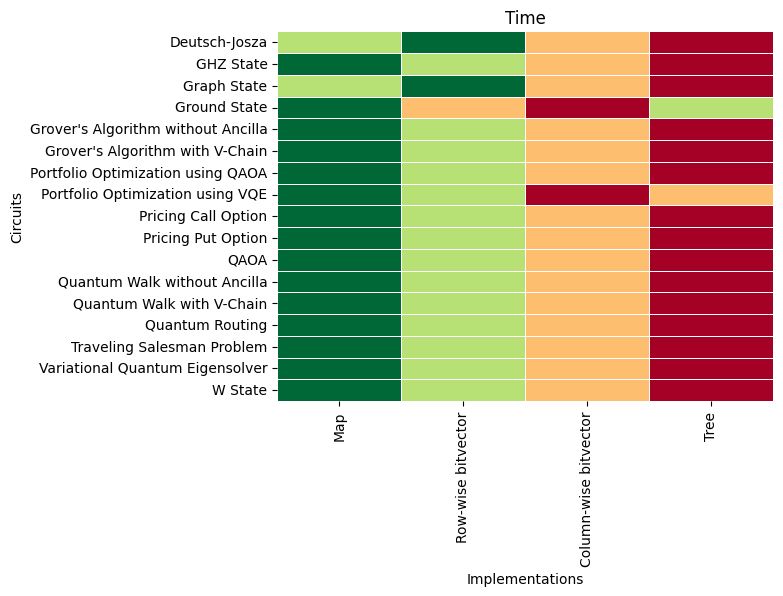 Time
Circuits
Deutsch-Josza
GHZ State
Graph State
Ground State
Grover's Algorithm without Ancilla
Grover's Algorithm with V-Chain
Portfolio Optimization using QAOA
Portfolio Optimization using VQE
Pricing Call Option
Pricing Put Option
QAOA
Quantum Walk without Ancilla
Quantum Walk with V-Chain
Quantum Routing
Traveling Salesman Problem
Variational Quantum Eigensolver
W State
Map
Row-wise bitvector
Column-wise bitvector
Tree
Implementations